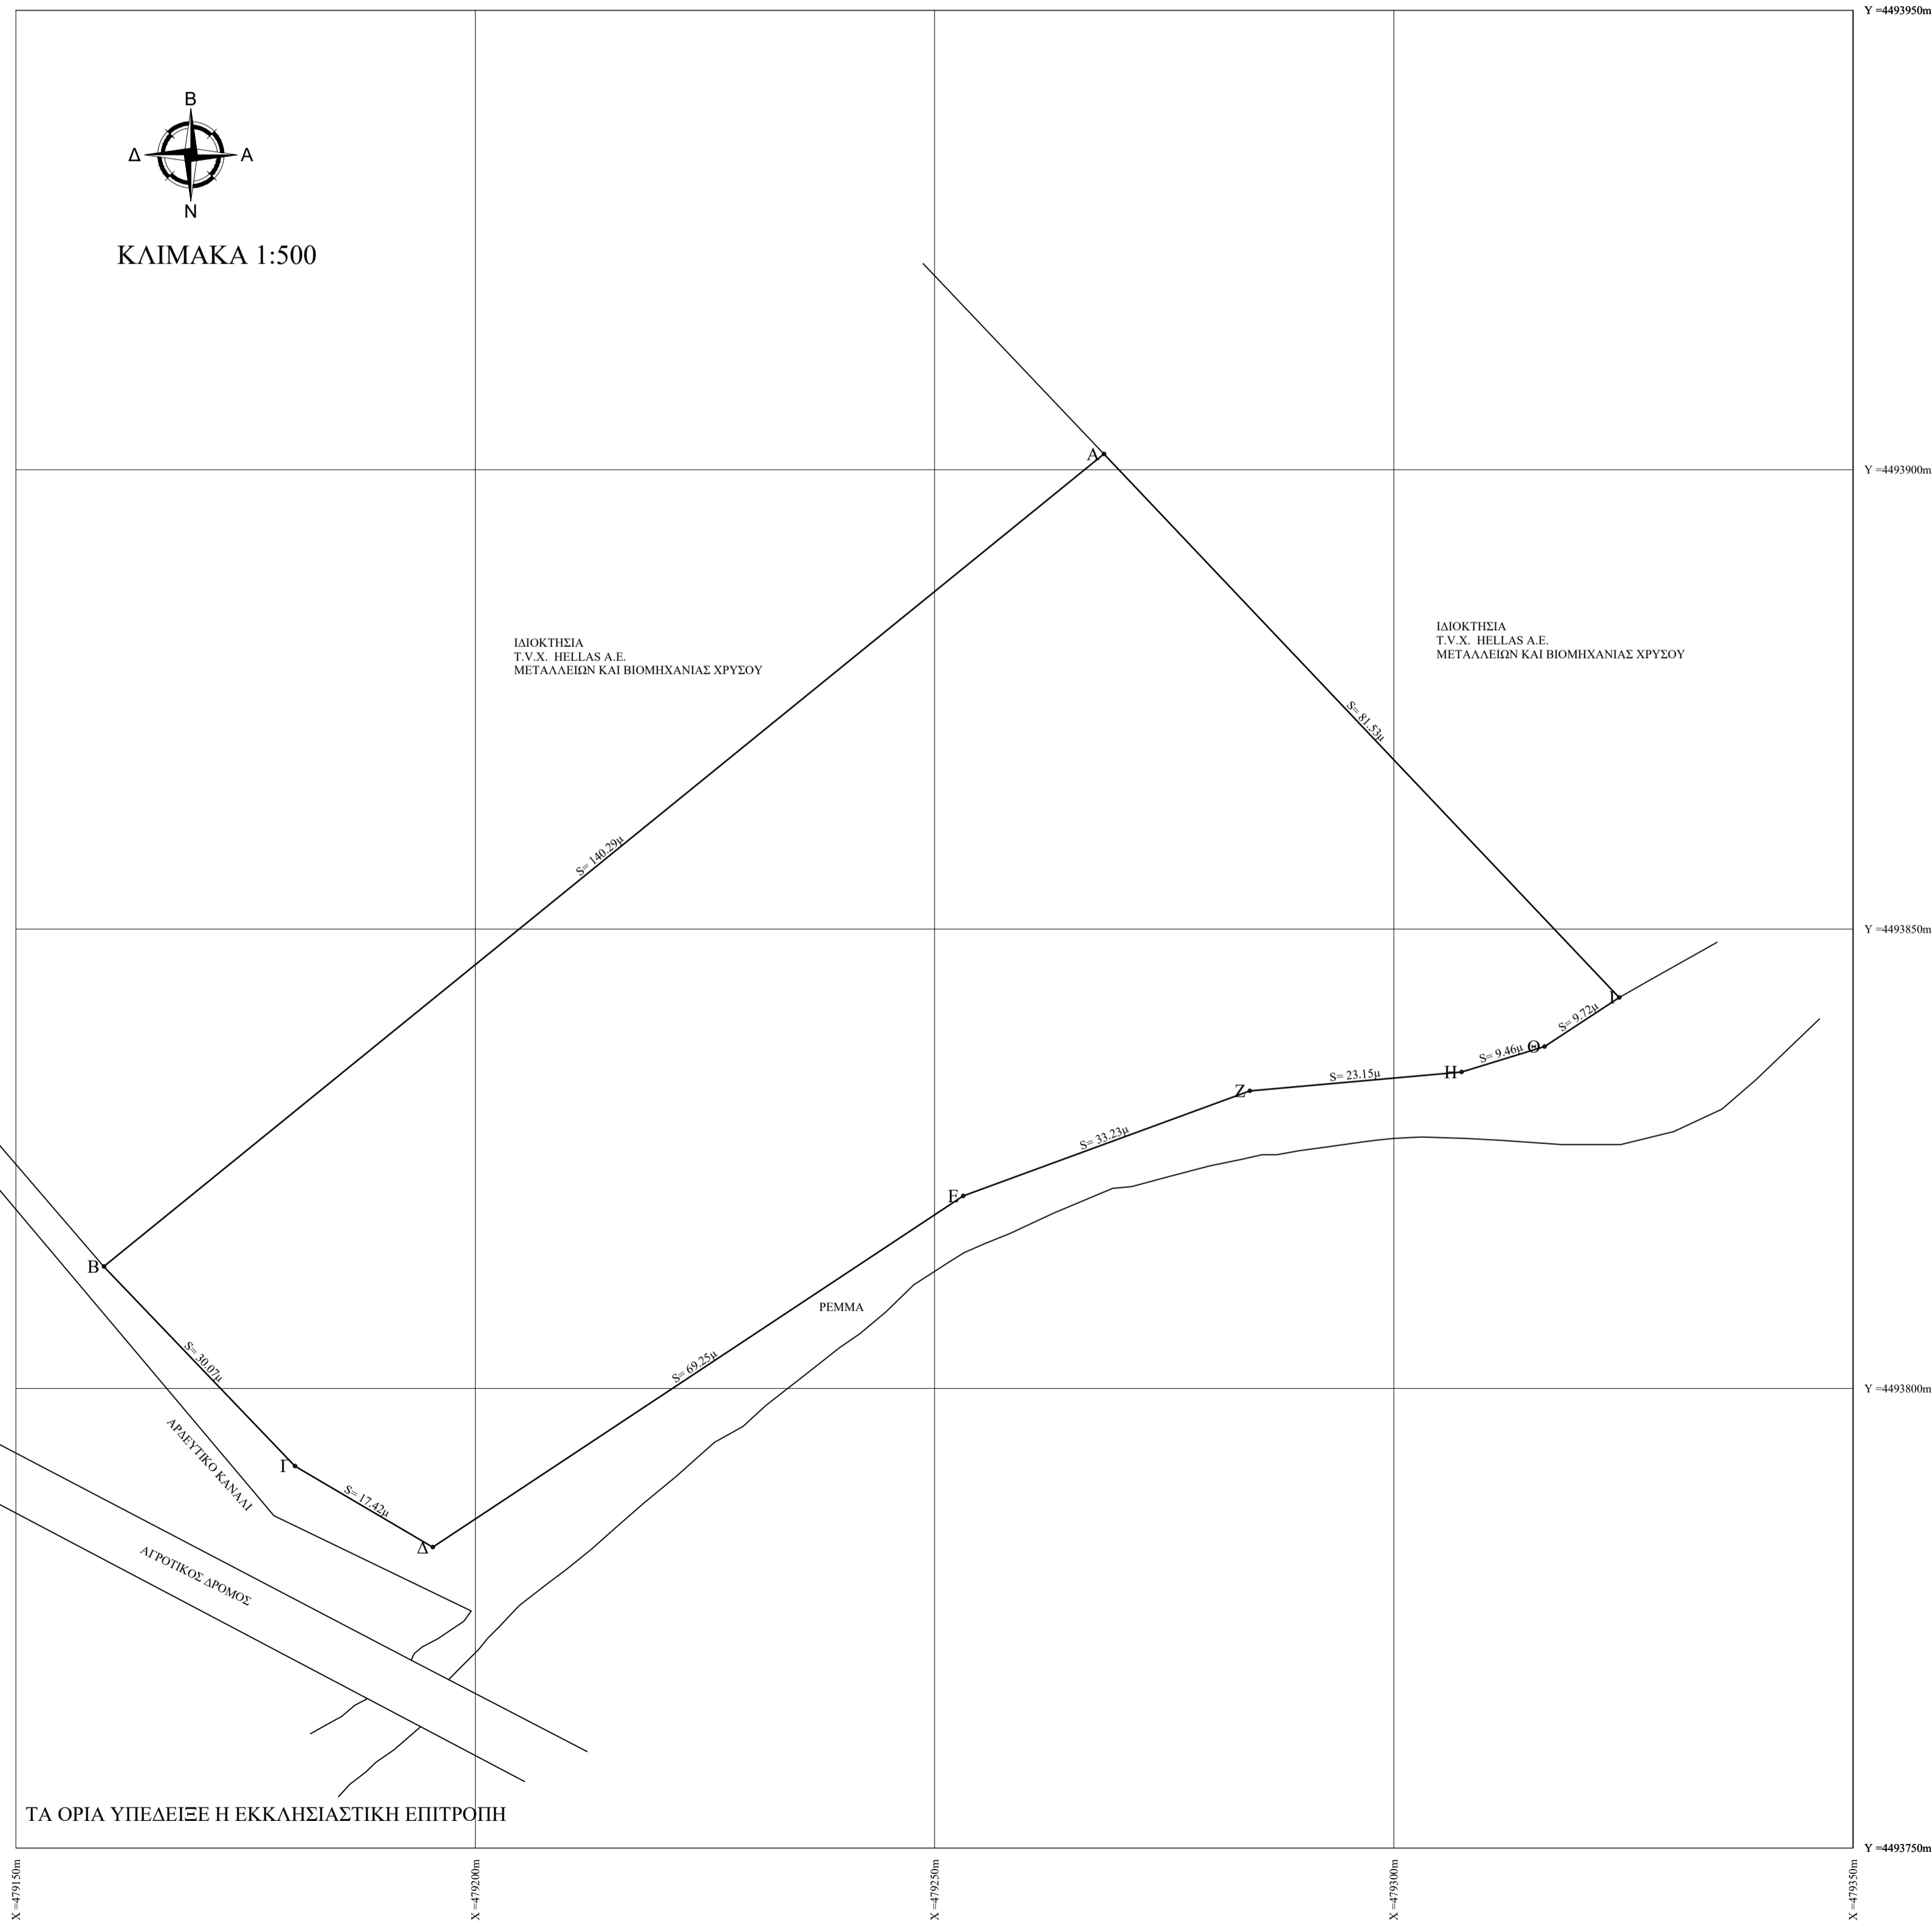 Y =4493950m
Β
Δ
Α
Ν
ΚΛΙΜΑΚΑ 1:500
Α
Y =4493900m
ΙΔΙΟΚΤΗΣΙΑ
T.V.X. HELLAS A.E.
ΜΕΤΑΛΛΕΙΩΝ ΚΑΙ ΒΙΟΜΗΧΑΝΙΑΣ ΧΡΥΣΟΥ
ΙΔΙΟΚΤΗΣΙΑ
T.V.X. HELLAS A.E.
ΜΕΤΑΛΛΕΙΩΝ ΚΑΙ ΒΙΟΜΗΧΑΝΙΑΣ ΧΡΥΣΟΥ
S= 81.53μ
S= 140.29μ
Y =4493850m
Ι
S= 9.72μ
Θ
S= 9.46μ
Η
S= 23.15μ
Ζ
S= 33.23μ
Ε
Β
ΡΕΜΜΑ
S= 30.07μ
S= 69.25μ
Y =4493800m
Γ
ΑΡΔΕΥΤΙΚΟ ΚΑΝΑΛΙ
S= 17.42μ
Δ
ΑΓΡΟΤΙΚΟΣ ΔΡΟΜΟΣ
ΤΑ ΟΡΙΑ ΥΠΕΔΕΙΞΕ Η ΕΚΚΛΗΣΙΑΣΤΙΚΗ ΕΠΙΤΡΟΠΗ
Y =4493750m
X =479150m
X =479200m
X =479250m
X =479300m
X =479350m